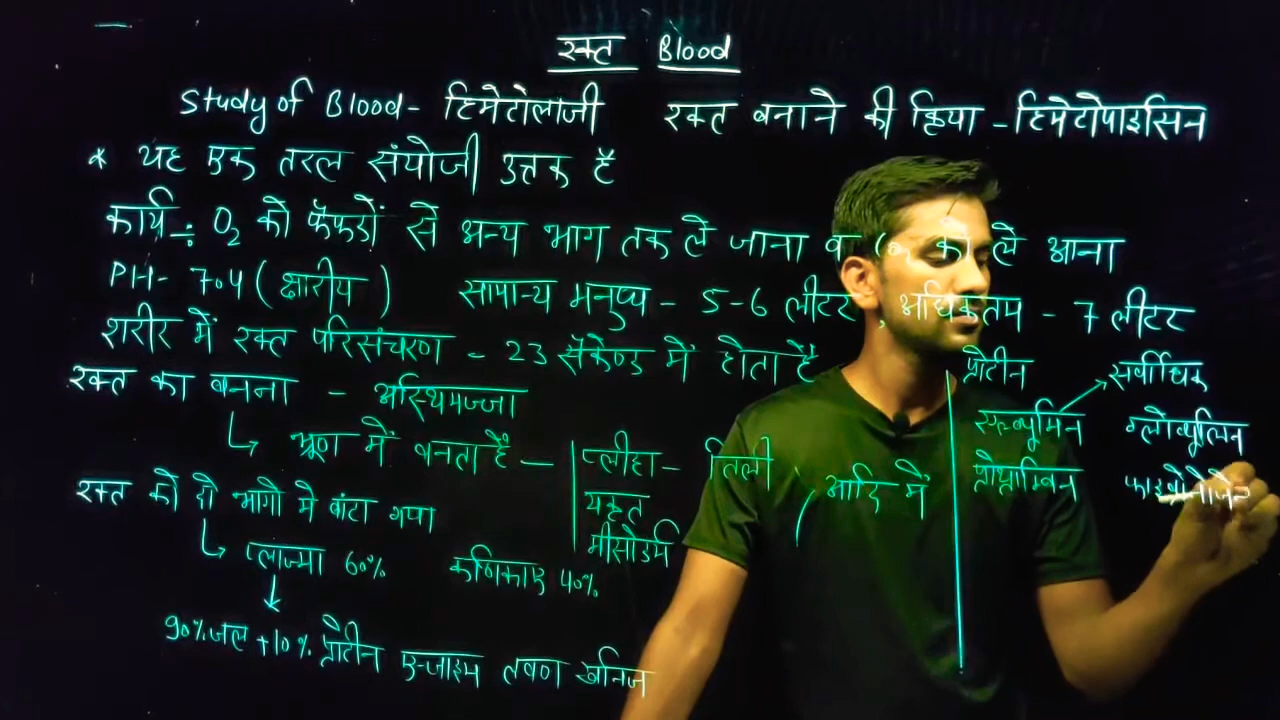 रक्त Blood
Study of Blood - हिमेटोलाजी रक्त बनाने की क्रिया - हिमेटोपाइसिन
* यह एक तरल संयोजी उत्तक है
कार्य ÷ O₂ को फेंफडों से अन्य भाग तक ले जाना व को ले आना
PH- 7.4 ( क्षारीय ) सामान्य मनुष्य - 5-6 लीटर , अधिकतम - 7 लीटर
शरीर में रक्त परिसंचरण - 23 सेंकेण्ड में होता है
रक्त का बनना - अस्थिमज्जा
भ्रूण में बनता है - प्लीहा - तिल्ली
यकृत
मीसोडर्म
आदि में
रक्त को दो भागो मे बांटा गया
प्लाज्मा 60% कणिकाए 40%
90% जल + 10% प्रोटीन एन्जाइम लवण खनिज
प्रोटीन
एल्ब्यूमिन → सर्वाधिक
ग्लोब्यूलिन
प्रोथ्राम्बिन
फाइब्रोनोजेन